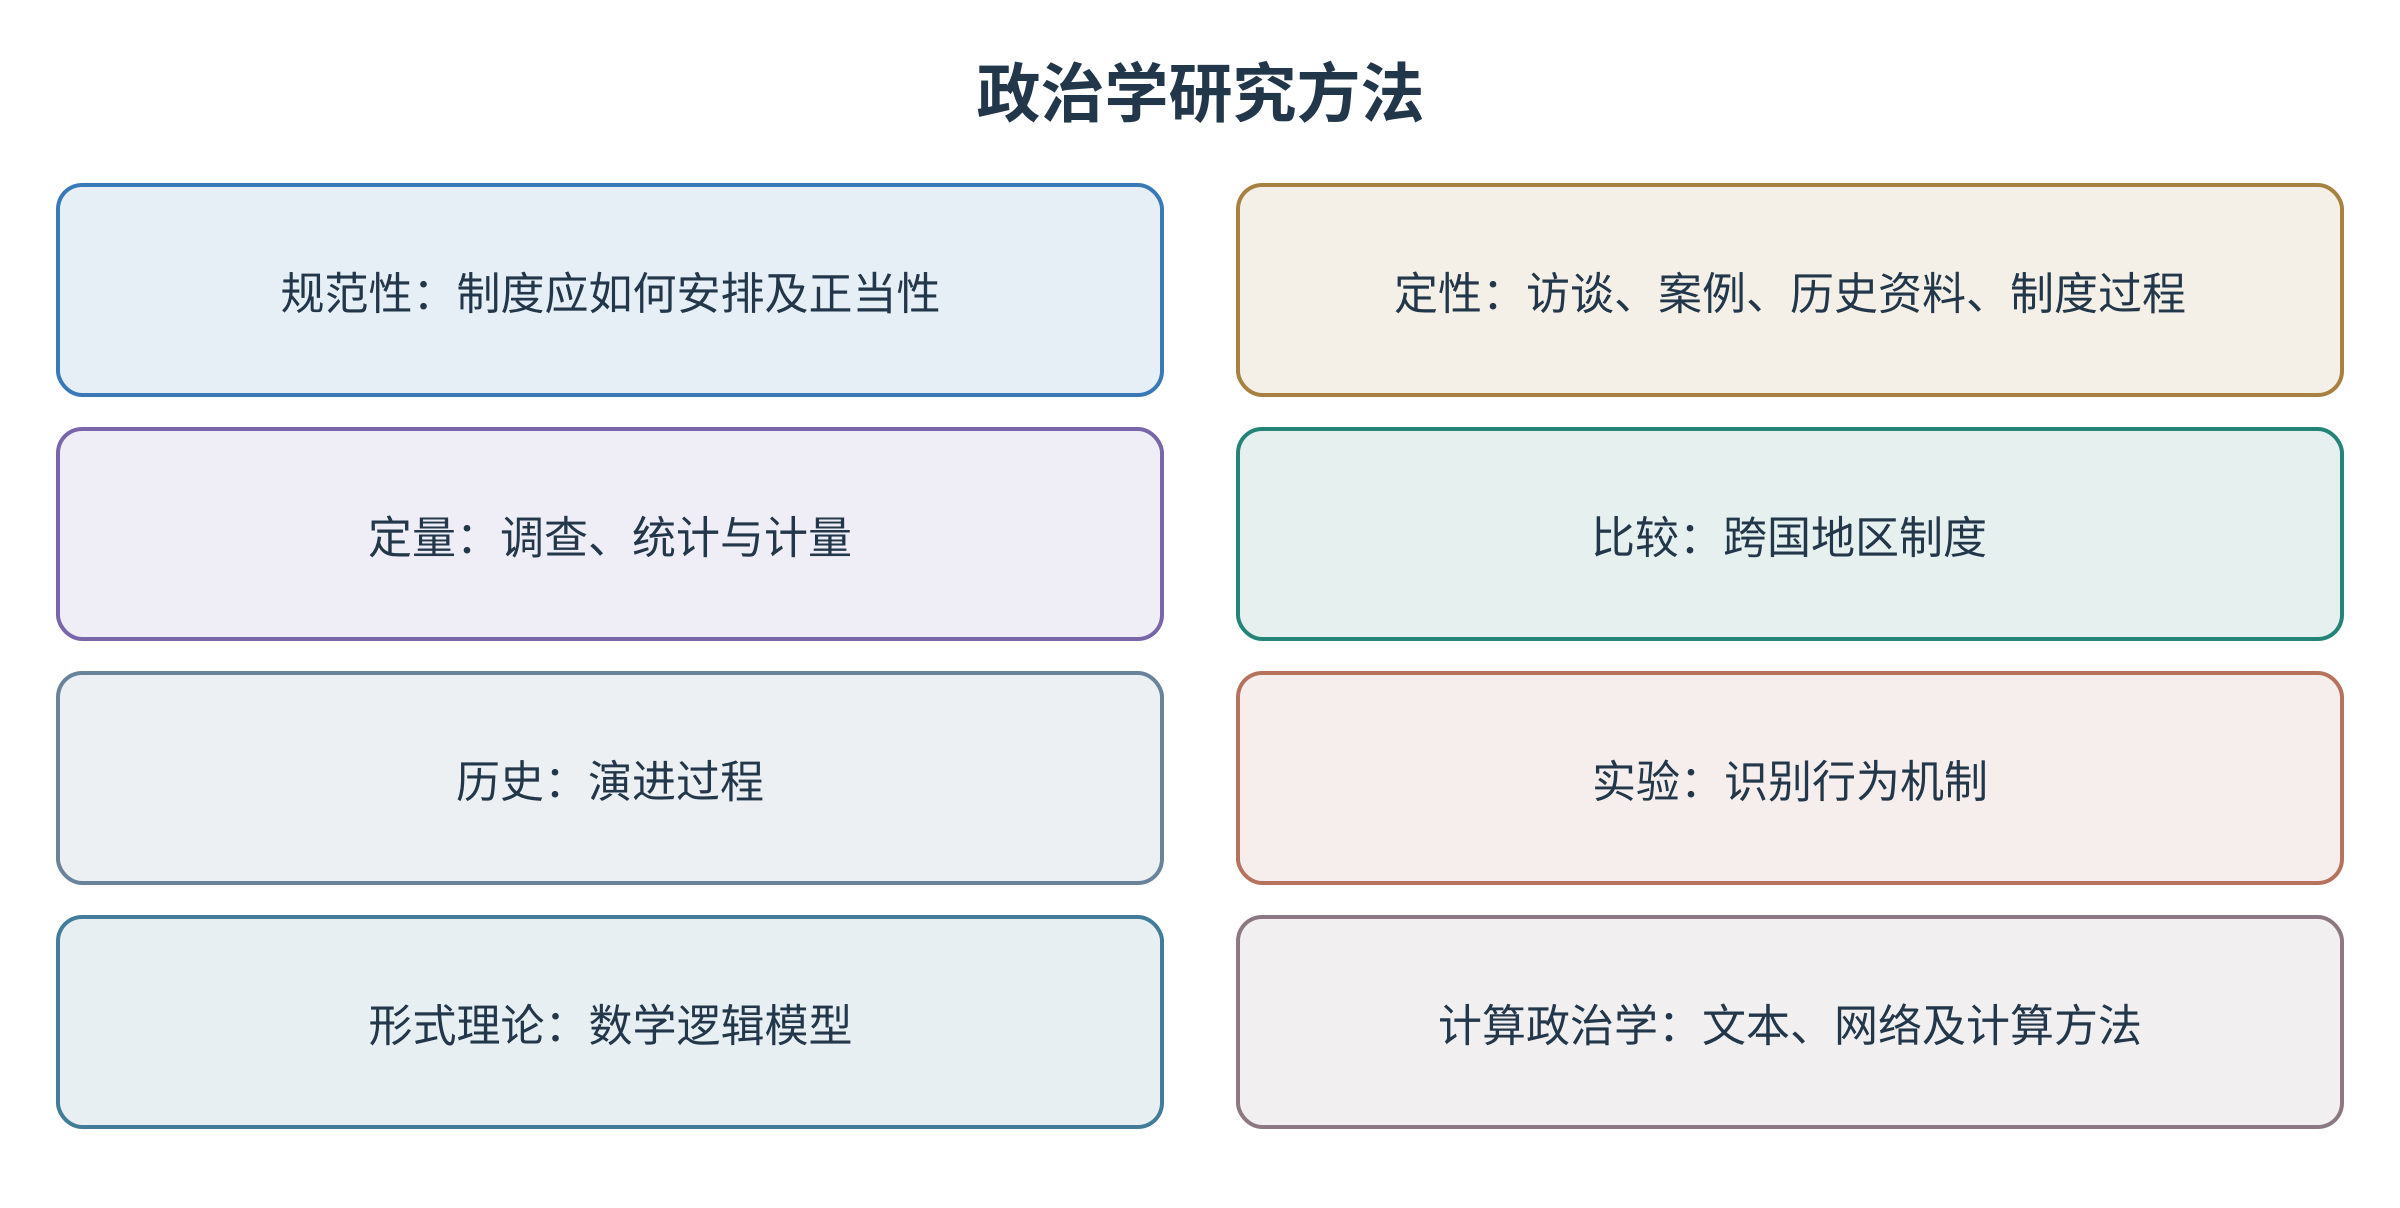 政治学研究方法
规范性：制度应如何安排及正当性
定性：访谈、案例、历史资料、制度过程
定量：调查、统计与计量
比较：跨国地区制度
历史：演进过程
实验：识别行为机制
形式理论：数学逻辑模型
计算政治学：文本、网络及计算方法